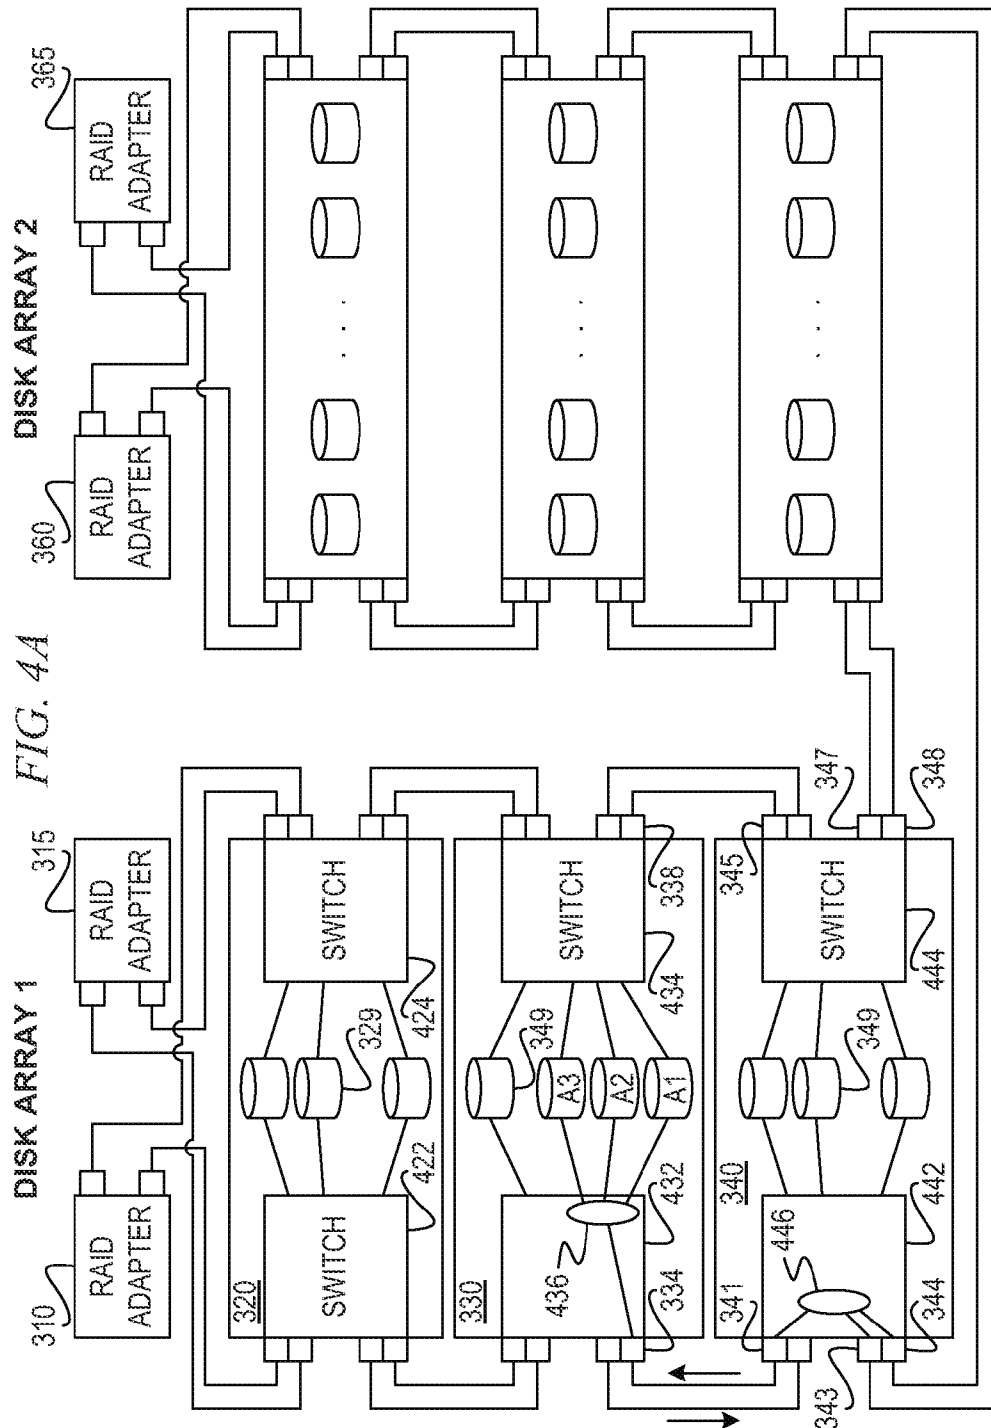 FIG. 4A
DISK ARRAY 1
DISK ARRAY 2
310
RAID
ADAPTER
315
RAID
ADAPTER
360
RAID
ADAPTER
365
RAID
ADAPTER
320
SWITCH
422
329
SWITCH
424
330
436
334
432
349
A3
A2
A1
SWITCH
434
338
340
341
446
343
344
442
349
SWITCH
444
345
347
348